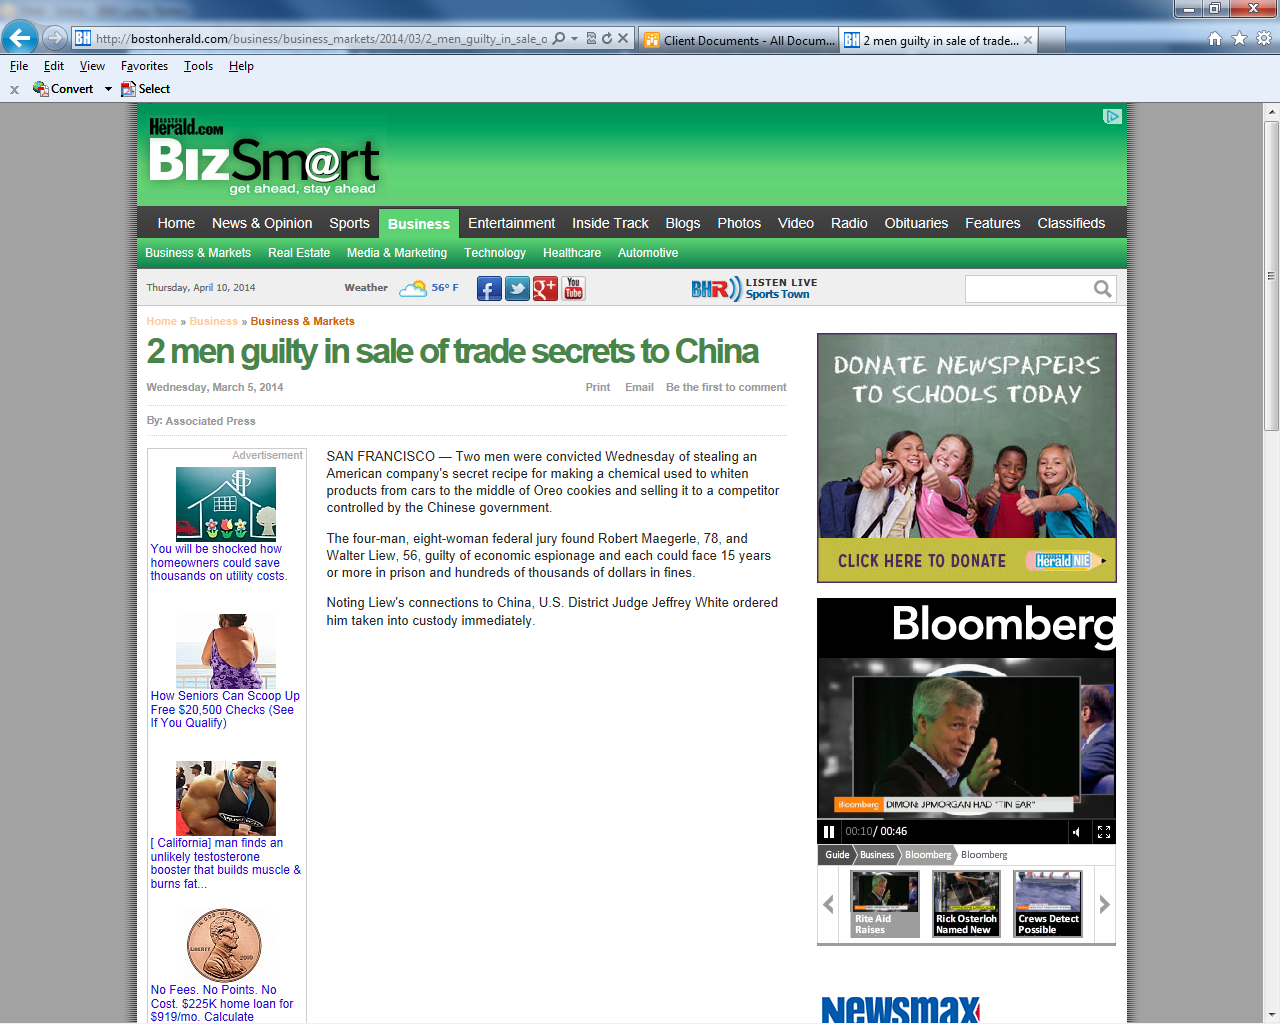 http://bostonherald.com/business/business_markets/2014/03/2_men_guilty_in_sale_o
Client Documents - All Docum...
2 men guilty in sale of trade...
File Edit View Favorites Tools Help
x Convert Select
BOSTON
Herald.com
BizSm@rt
get ahead, stay ahead
Home News & Opinion Sports Business Entertainment Inside Track Blogs Photos Video Radio Obituaries Features Classifieds
Business & Markets Real Estate Media & Marketing Technology Healthcare Automotive
Thursday, April 10, 2014 Weather 56° F
You
Tube
BHR LISTEN LIVE
Sports Town
Home » Business » Business & Markets
2 men guilty in sale of trade secrets to China
Wednesday, March 5, 2014 Print Email Be the first to comment
By: Associated Press
Advertisement
You will be shocked how
homeowners could save
thousands on utility costs.
How Seniors Can Scoop Up
Free $20,500 Checks (See
If You Qualify)
[ California] man finds an
unlikely testosterone
booster that builds muscle &
burns fat...
LIBERTY 2010
No Fees. No Points. No
Cost. $225K home loan for
$919/mo. Calculate
SAN FRANCISCO — Two men were convicted Wednesday of stealing an
American company's secret recipe for making a chemical used to whiten
products from cars to the middle of Oreo cookies and selling it to a competitor
controlled by the Chinese government.
The four-man, eight-woman federal jury found Robert Maegerle, 78, and
Walter Liew, 56, guilty of economic espionage and each could face 15 years
or more in prison and hundreds of thousands of dollars in fines.
Noting Liew's connections to China, U.S. District Judge Jeffrey White ordered
him taken into custody immediately.
DONATE NEWSPAPERS
TO SCHOOLS TODAY
CLICK HERE TO DONATE Herald NIE
Bloomberg
Bloomberg DIMON: JPMORGAN HAD "TIN EAR"
00:10/ 00:46
Guide Business Bloomberg Bloomberg
Rite Aid
Raises
Rick Osterloh
Named New
Crews Detect
Possible
Newsmax